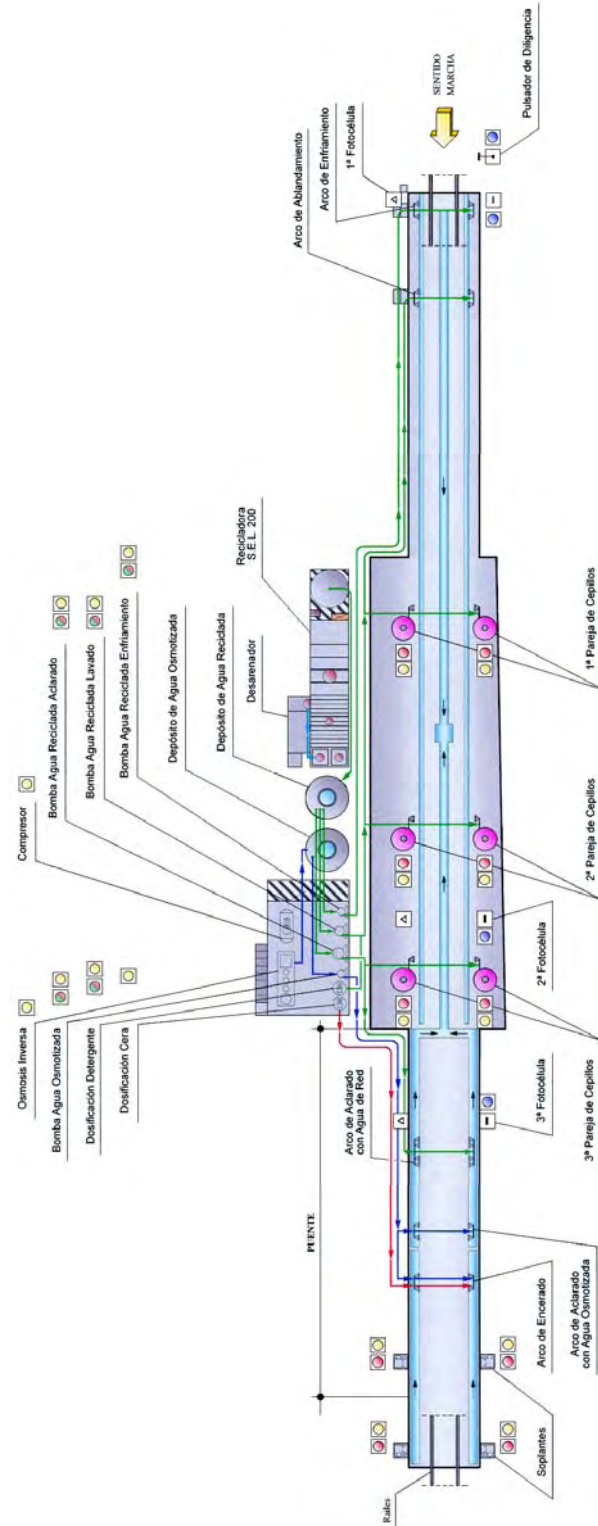 Osmosis Inversa
Bomba Agua Osmotizada
Dosificación Detergente
Dosificación Cera
Compresor
Bomba Agua Reciclada Aclarado
Bomba Agua Reciclada Lavado
Bomba Agua Reciclada Enfriamiento
Depósito de Agua Osmotizada
Depósito de Agua Reciclada
Desarenador
Recicladora
S.E.L. 200
Arco de Ablandamiento
Arco de Enfriamiento
1ª Fotocélula
SENTIDO
MARCHA
Pulsador de Diligencia
PUENTE
Arco de Aclarado
con Agua de Red
Raíles
Soplantes
Arco de Encerado
Arco de Aclarado
con Agua Osmotizada
3ª Fotocélula
3ª Pareja de Cepillos
2ª Fotocélula
2ª Pareja de Cepillos
1ª Pareja de Cepillos